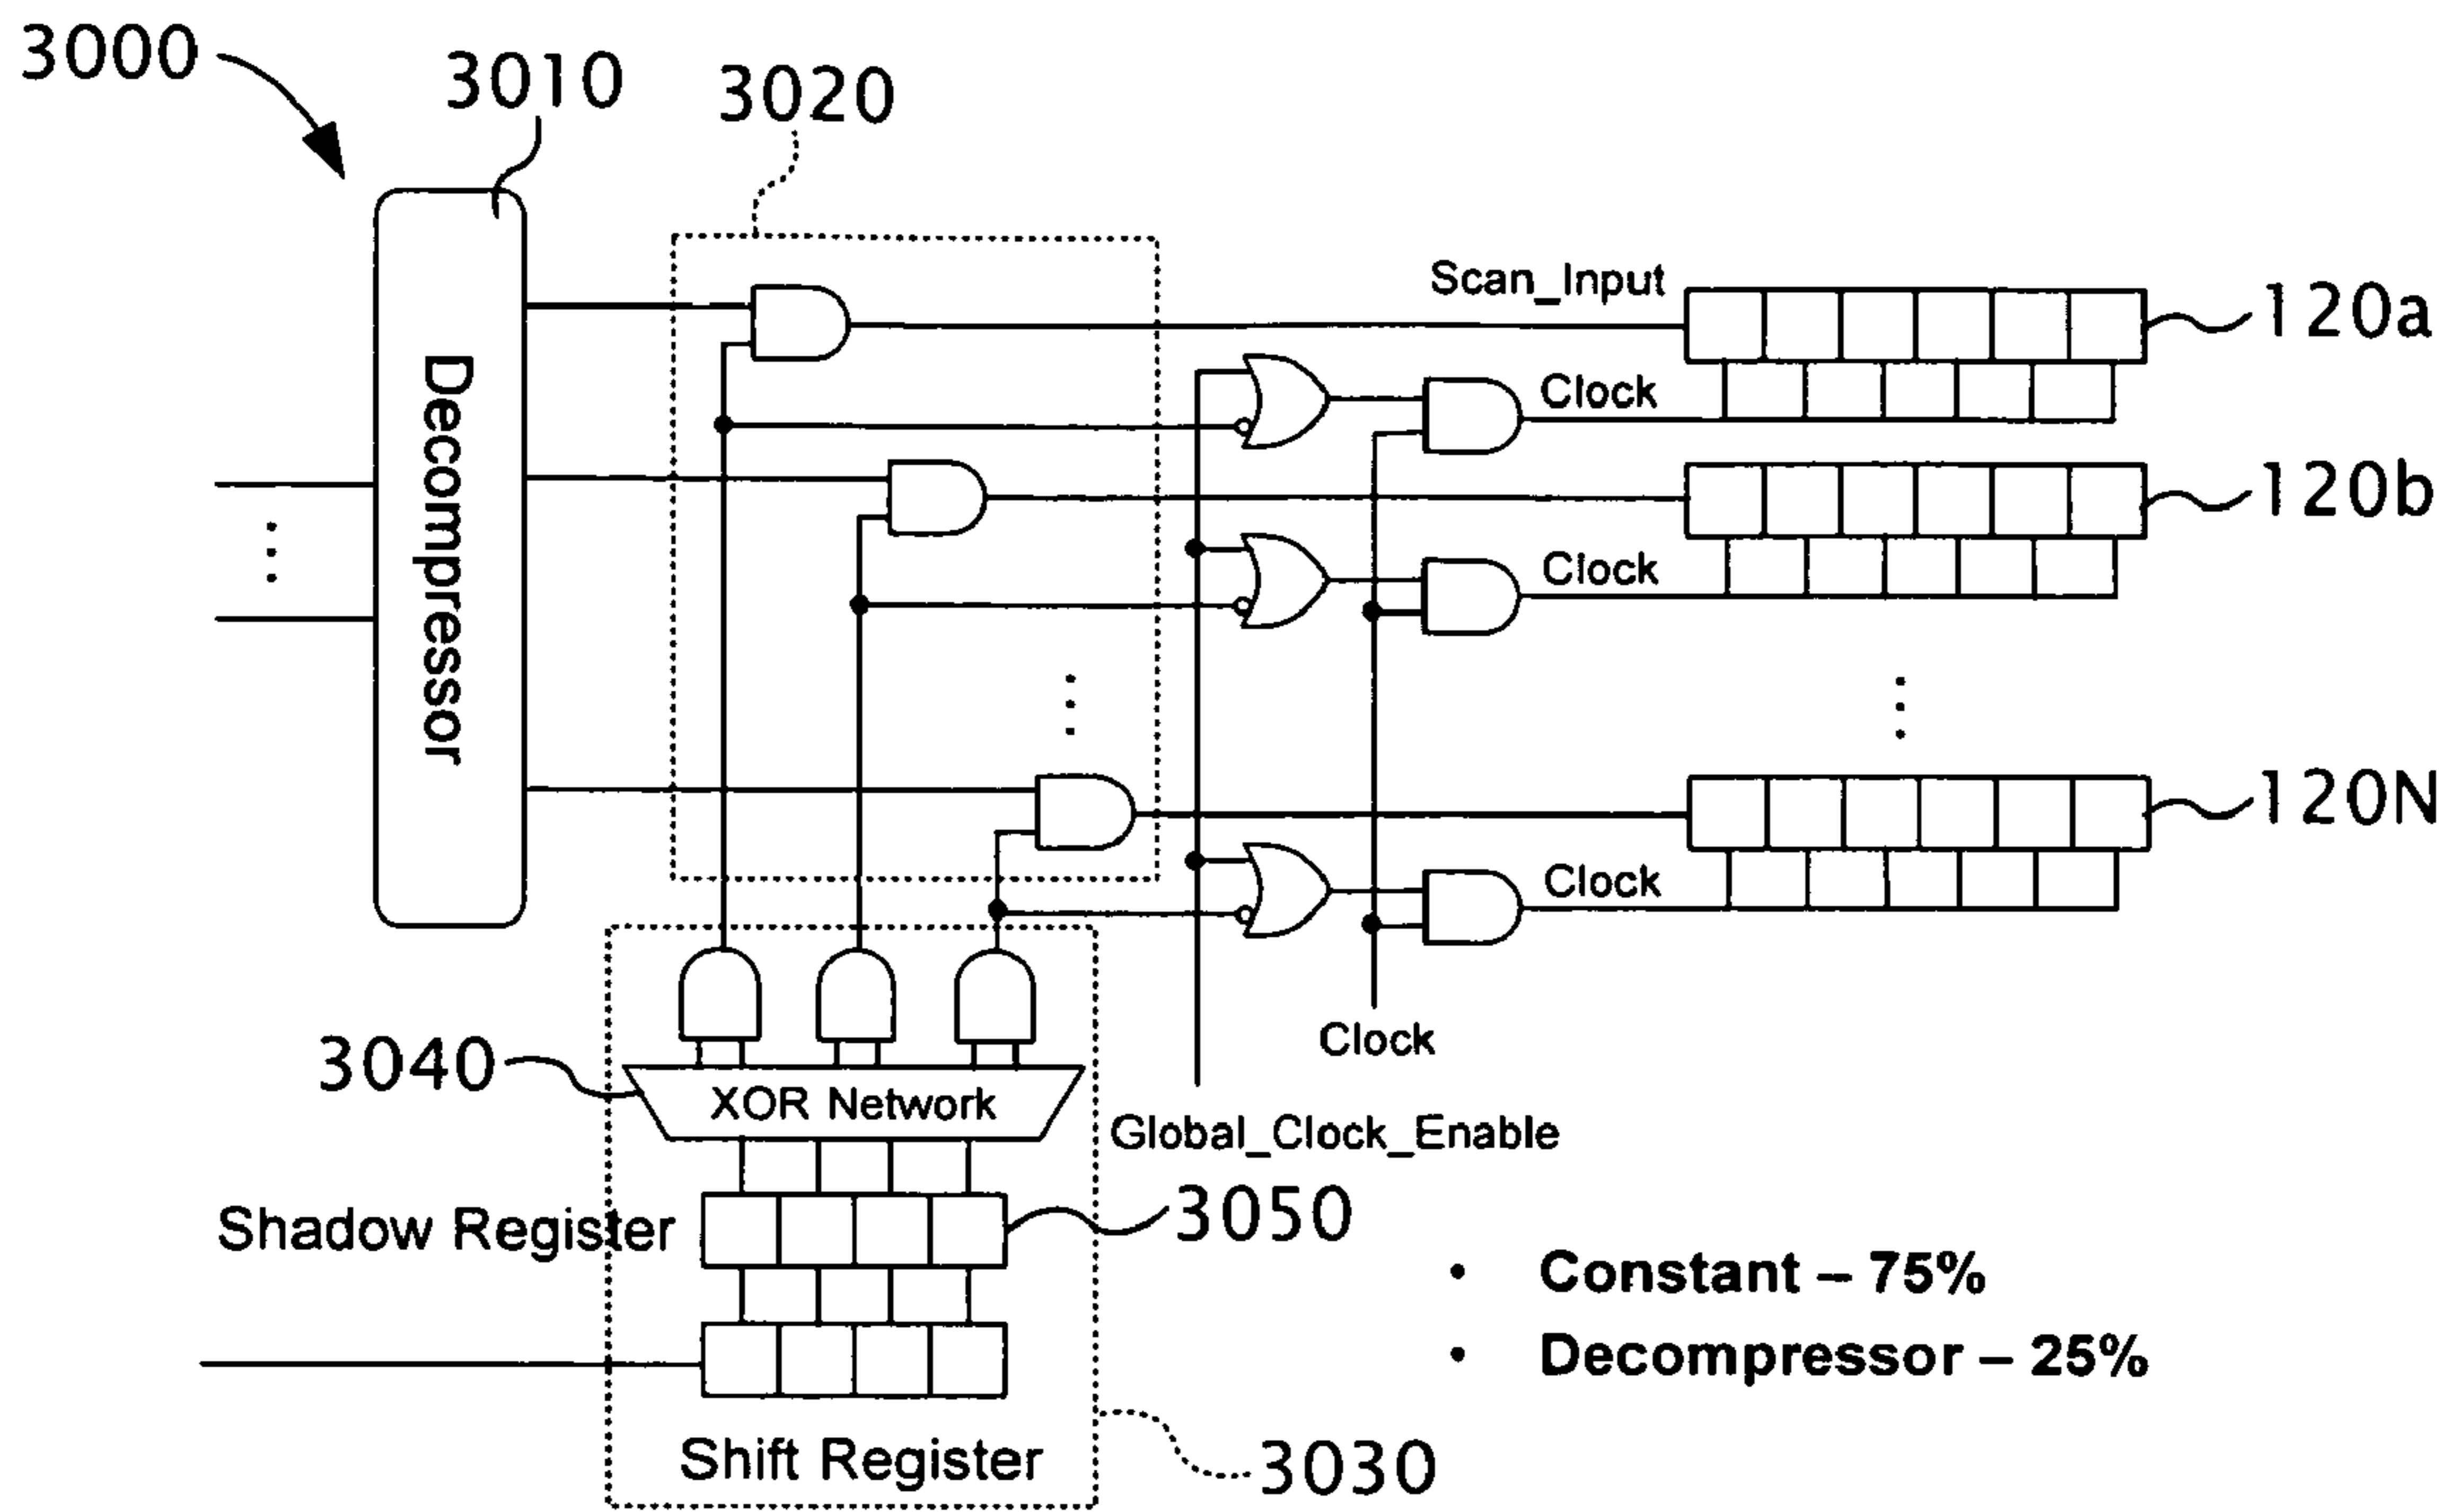 3000
3010
3020
Scan_Input
120a
Clock
Decompressor
120b
Clock
120N
Clock
Clock
3040
XOR Network
Global_Clock_Enable
Shadow Register
3050
• Constant – 75%
• Decompressor – 25%
Shift Register
3030